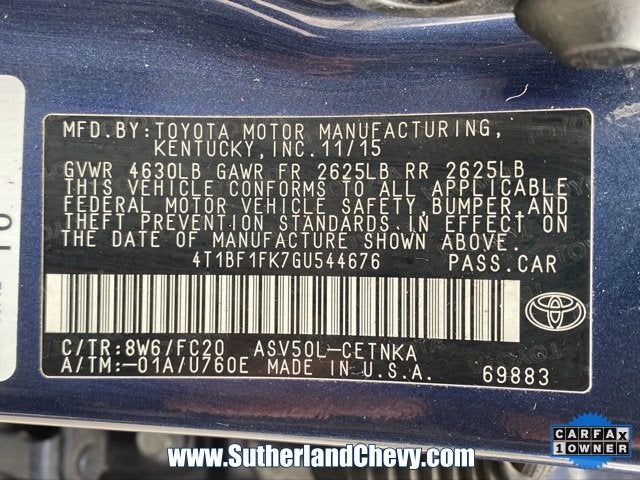 MFD.BY:TOYOTA MOTOR MANUFACTURING,
KENTUCKY,INC.11/15
GVWR 4630LB GAWR FR 2625LB RR 2625LB
THIS VEHICLE CONFORMS TO ALL APPLICABLE
FEDERAL MOTOR VEHICLE SAFETY,BUMPER,AND
THEFT PREVENTION STANDARDS IN EFFECT ON
THE DATE OF MANUFACTURE SHOWN ABOVE.
4T1BF1FK7GU544676 PASS.CAR
C/TR:8W6/FC20 ASV50L-CETNKA
A/TM:-01A/U760E MADE IN U.S.A. 69883
CARFAX
1 OWNER
www.SutherlandChevy.com